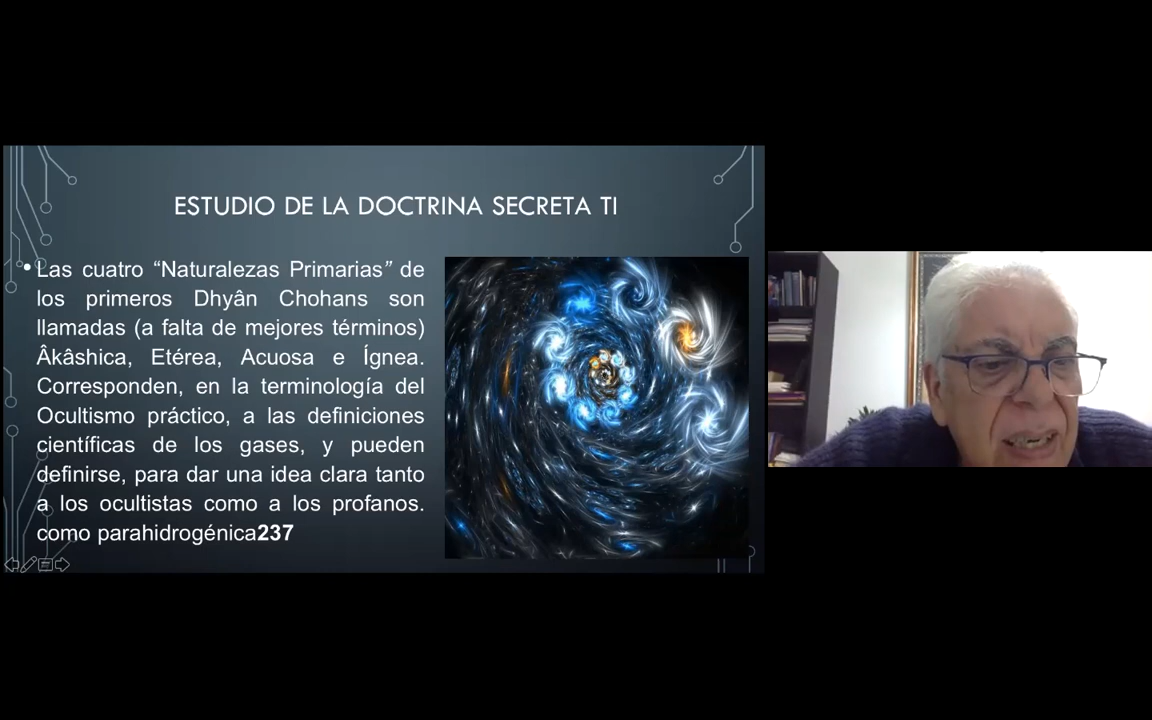 ESTUDIO DE LA DOCTRINA SECRETA TI
• Las cuatro “Naturalezas Primarias” de
los primeros Dhyân Chohans son
llamadas (a falta de mejores términos)
Âkâshica, Etérea, Acuosa e Ígnea.
Corresponden, en la terminología del
Ocultismo práctico, a las definiciones
científicas de los gases, y pueden
definirse, para dar una idea clara tanto
a los ocultistas como a los profanos.
como parahidrogénica237